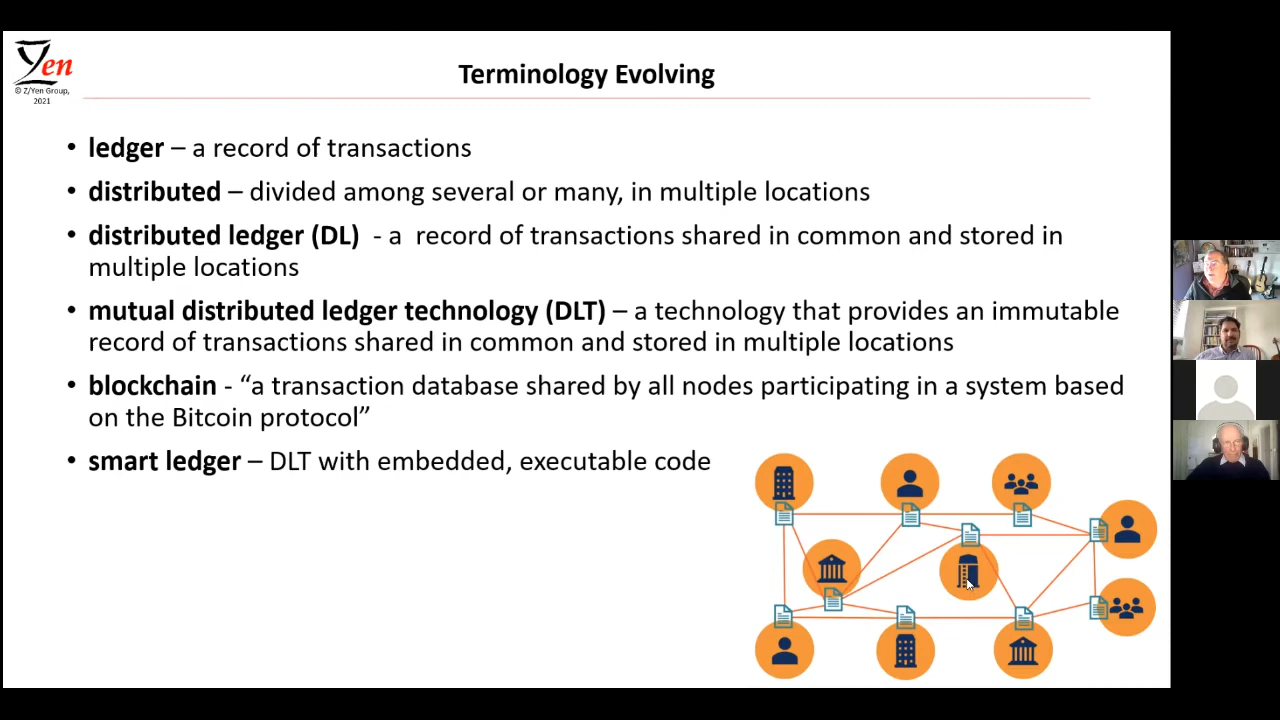 Zen
© Z/Yen Group,
2021
Terminology Evolving
• ledger – a record of transactions
• distributed – divided among several or many, in multiple locations
• distributed ledger (DL)  - a  record of transactions shared in common and stored in
multiple locations
• mutual distributed ledger technology (DLT) – a technology that provides an immutable
record of transactions shared in common and stored in multiple locations
• blockchain - “a transaction database shared by all nodes participating in a system based
on the Bitcoin protocol”
• smart ledger – DLT with embedded, executable code